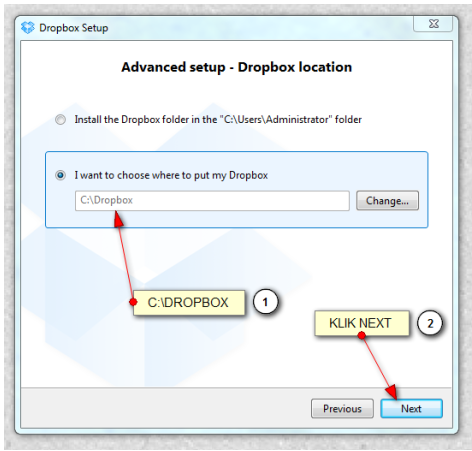 Dropbox Setup
Advanced setup - Dropbox location
Install the Dropbox folder in the "C:\Users\Administrator" folder
I want to choose where to put my Dropbox
C:\Dropbox
Change...
C:\DROPBOX
1
KLIK NEXT
2
Previous
Next